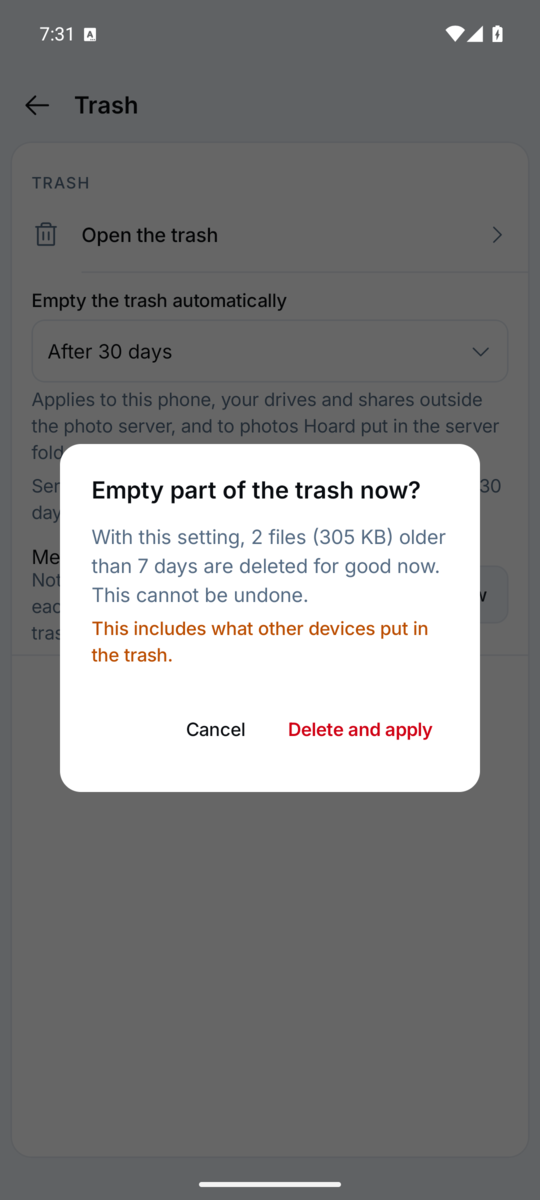 7:31
Trash
TRASH
Open the trash
Empty the trash automatically
After 30 days
Applies to this phone, your drives and shares outside
the photo server, and to photos Hoard put in the server
Empty part of the trash now?
With this setting, 2 files (305 KB) older
than 7 days are deleted for good now.
This cannot be undone.
This includes what other devices put in
the trash.
Cancel
Delete and apply
30